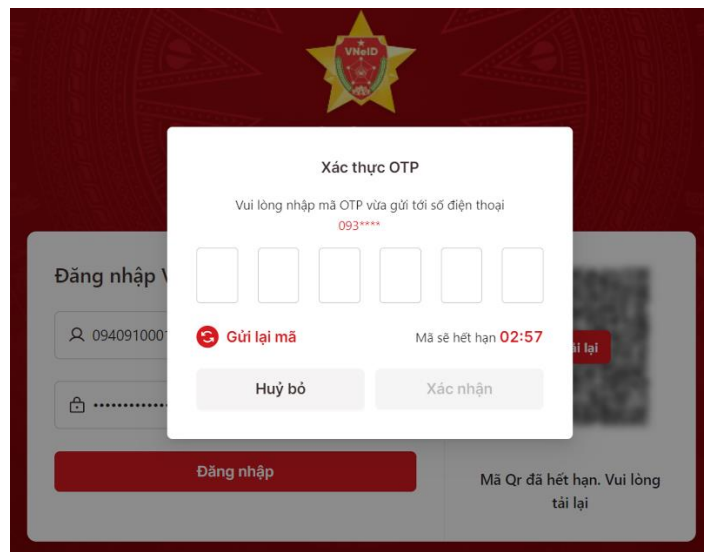 VNeID
Xác thực OTP
Vui lòng nhập mã OTP vừa gửi tới số điện thoại
093****
Đăng nhập
094091000
Gửi lại mã
Mã sẽ hết hạn 02:57
lại
Huỷ bỏ
Xác nhận
Đăng nhập
Mã Qr đã hết hạn. Vui lòng
tải lại